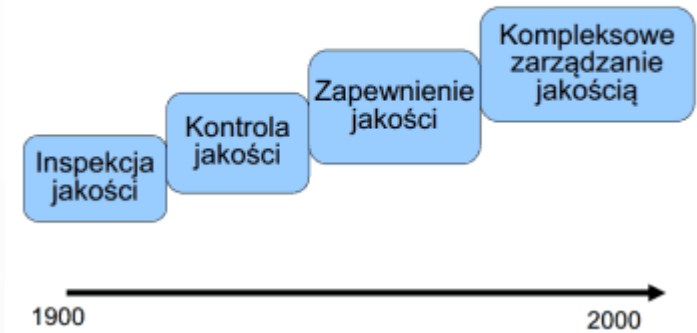 Inspekcja
jakości
Kontrola
jakości
Zapewnienie
jakości
Kompleksowe
zarządzanie
jakością
1900
2000